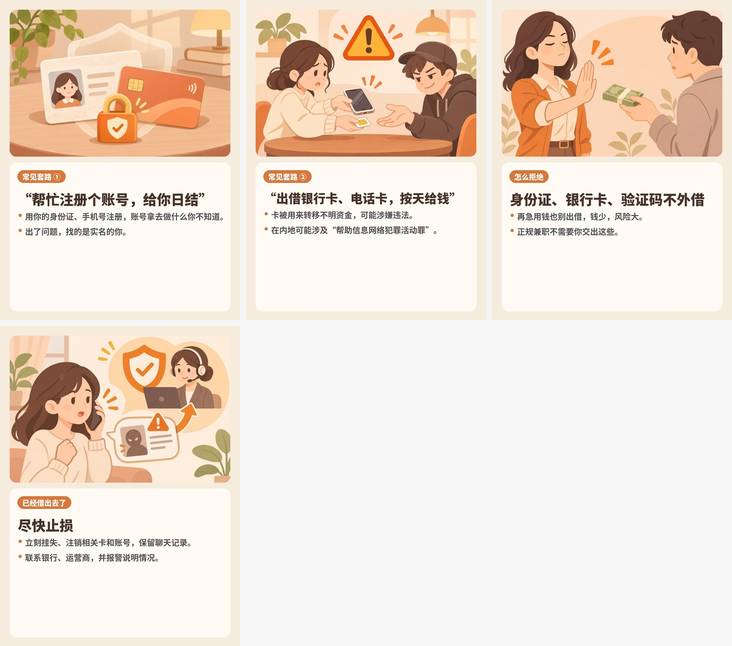 常见套路 ①
“帮忙注册个账号，给你日结”
用你的身份证、手机号注册，账号拿去做什么你不知道。
出了问题，找的是实名的你。
常见套路 ②
“出借银行卡、电话卡，按天给钱”
卡被用来转移不明资金，可能涉嫌违法。
在内地可能涉及“帮助信息网络犯罪活动罪”。
怎么拒绝
身份证、银行卡、验证码不外借
再急用钱也别出借，钱少，风险大。
正规兼职不需要你交出这些。
已经借出去了
尽快止损
立刻挂失、注销相关卡和账号，保留聊天记录。
联系银行、运营商，并报警说明情况。